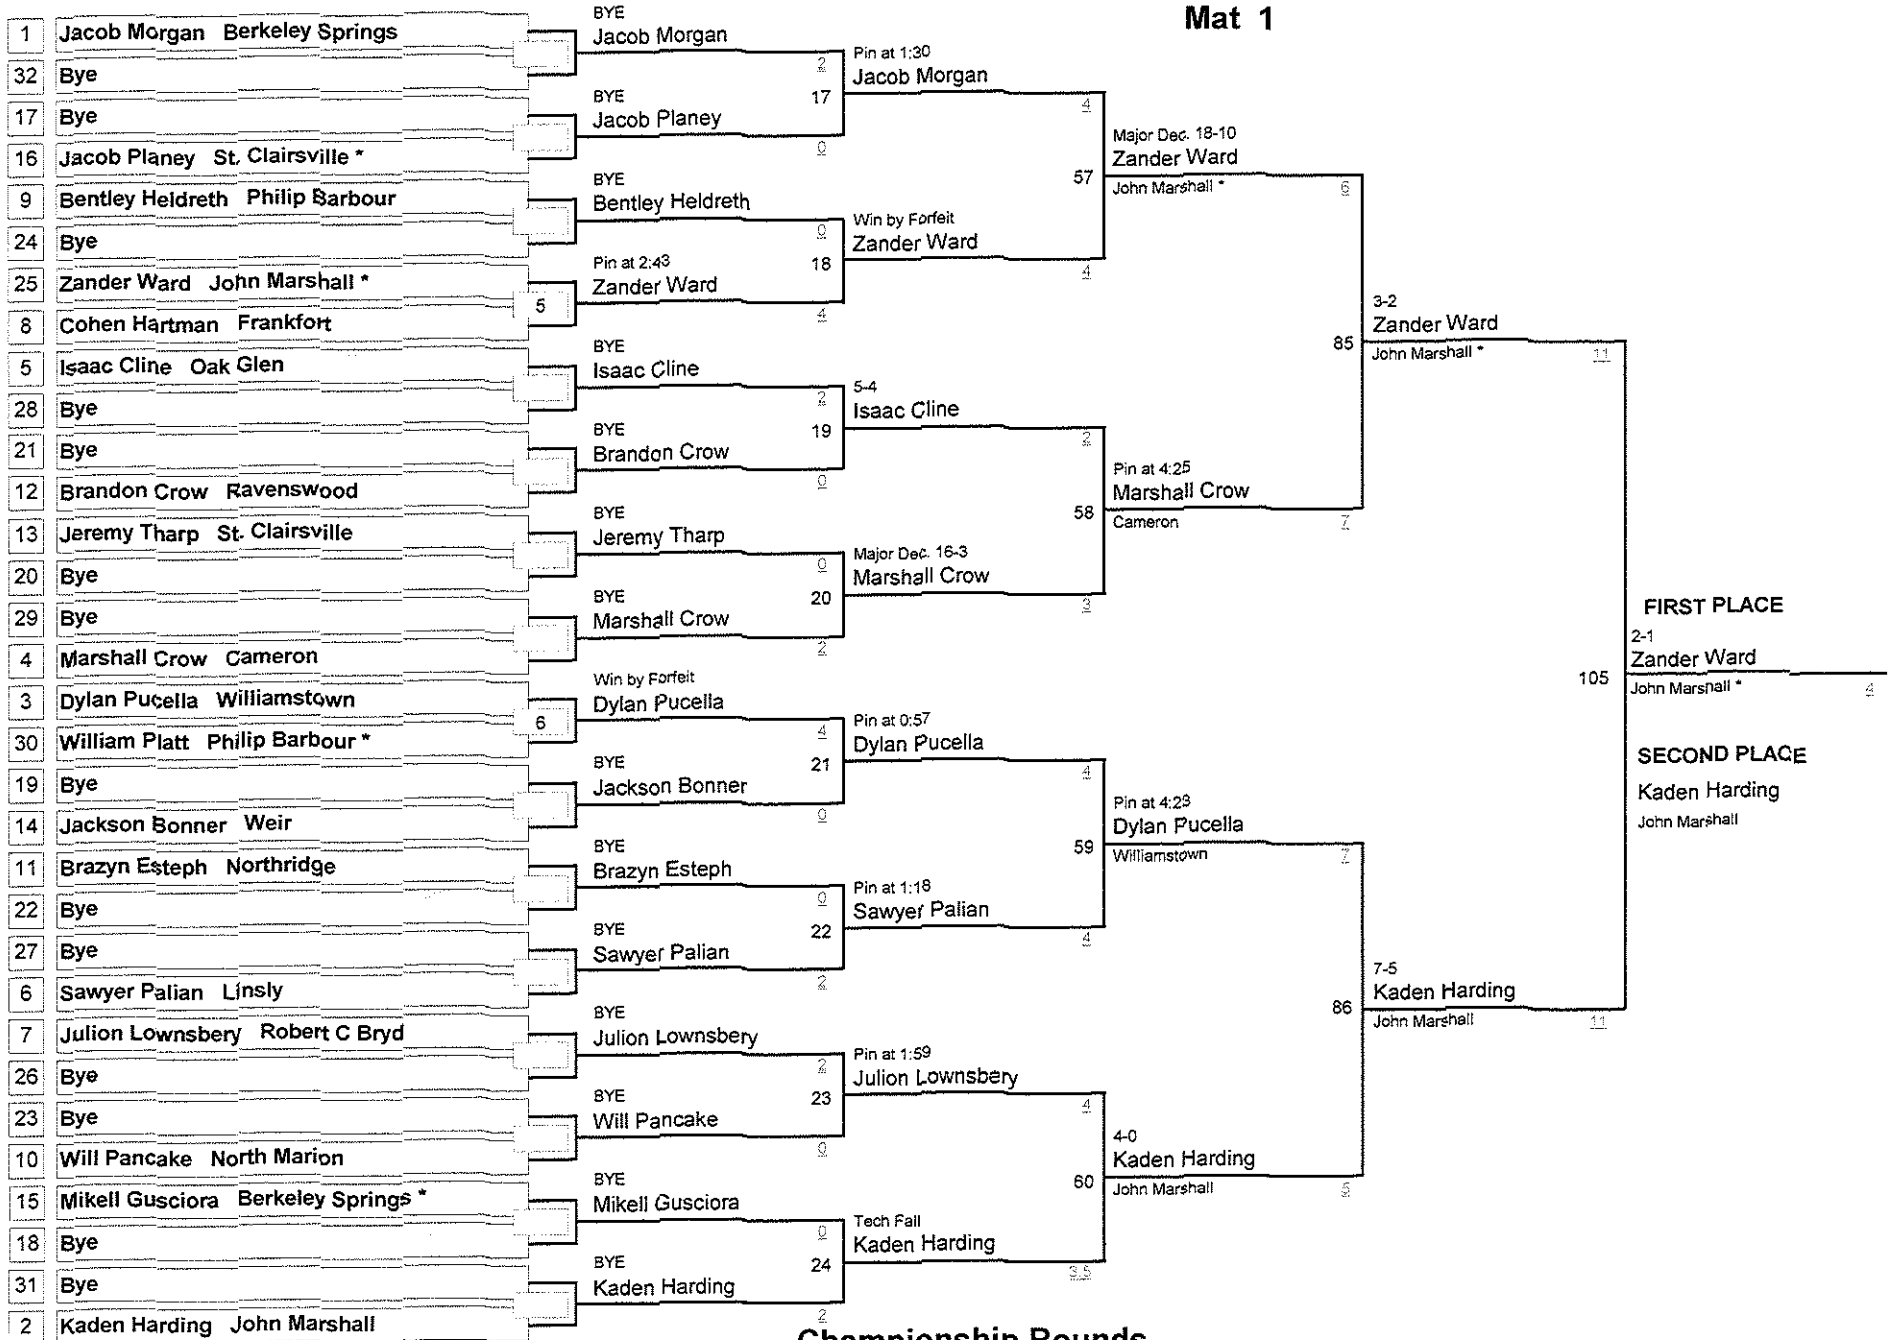 Mat 1
1 Jacob Morgan Berkeley Springs
32 Bye
17 Bye
16 Jacob Planey St. Clairsville *
9 Bentley Heldreth Philip Barbour
24 Bye
25 Zander Ward John Marshall *
8 Cohen Hartman Frankfort
5 Isaac Cline Oak Glen
28 Bye
21 Bye
12 Brandon Crow Ravenswood
13 Jeremy Tharp St. Clairsville
20 Bye
29 Bye
4 Marshall Crow Cameron
3 Dylan Pucella Williamstown
30 William Platt Philip Barbour *
19 Bye
14 Jackson Bonner Weir
11 Brazyn Esteph Northridge
22 Bye
27 Bye
6 Sawyer Palian Linsly
7 Julion Lownsbery Robert C Bryd
26 Bye
23 Bye
10 Will Pancake North Marion
15 Mikell Gusciora Berkeley Springs *
18 Bye
31 Bye
2 Kaden Harding John Marshall
5
6
BYE
Jacob Morgan
2
17
BYE
Jacob Planey
0
BYE
Bentley Heldreth
0
18
Pin at 2:43
Zander Ward
4
BYE
Isaac Cline
2
19
BYE
Brandon Crow
0
BYE
Jeremy Tharp
0
20
BYE
Marshall Crow
2
Win by Forfeit
Dylan Pucella
4
21
BYE
Jackson Bonner
0
BYE
Brazyn Esteph
0
22
BYE
Sawyer Palian
2
BYE
Julion Lownsbery
2
23
BYE
Will Pancake
0
BYE
Mikell Gusciora
0
24
BYE
Kaden Harding
2
Pin at 1:30
Jacob Morgan
4
57
Win by Forfeit
Zander Ward
4
5-4
Isaac Cline
2
58
Major Dec. 16-3
Marshall Crow
3
Pin at 0:57
Dylan Pucella
4
59
Pin at 1:18
Sawyer Palian
4
Pin at 1:59
Julion Lownsbery
4
60
Tech Fall
Kaden Harding
3.5
Major Dec. 18-10
Zander Ward
John Marshall *
6
85
Pin at 4:25
Marshall Crow
Cameron
7
Pin at 4:23
Dylan Pucella
Williamstown
7
86
4-0
Kaden Harding
John Marshall
5
3-2
Zander Ward
John Marshall *
11
105
7-5
Kaden Harding
John Marshall
11
FIRST PLACE
2-1
Zander Ward
John Marshall *
4
SECOND PLACE
Kaden Harding
John Marshall
Championship Rounds